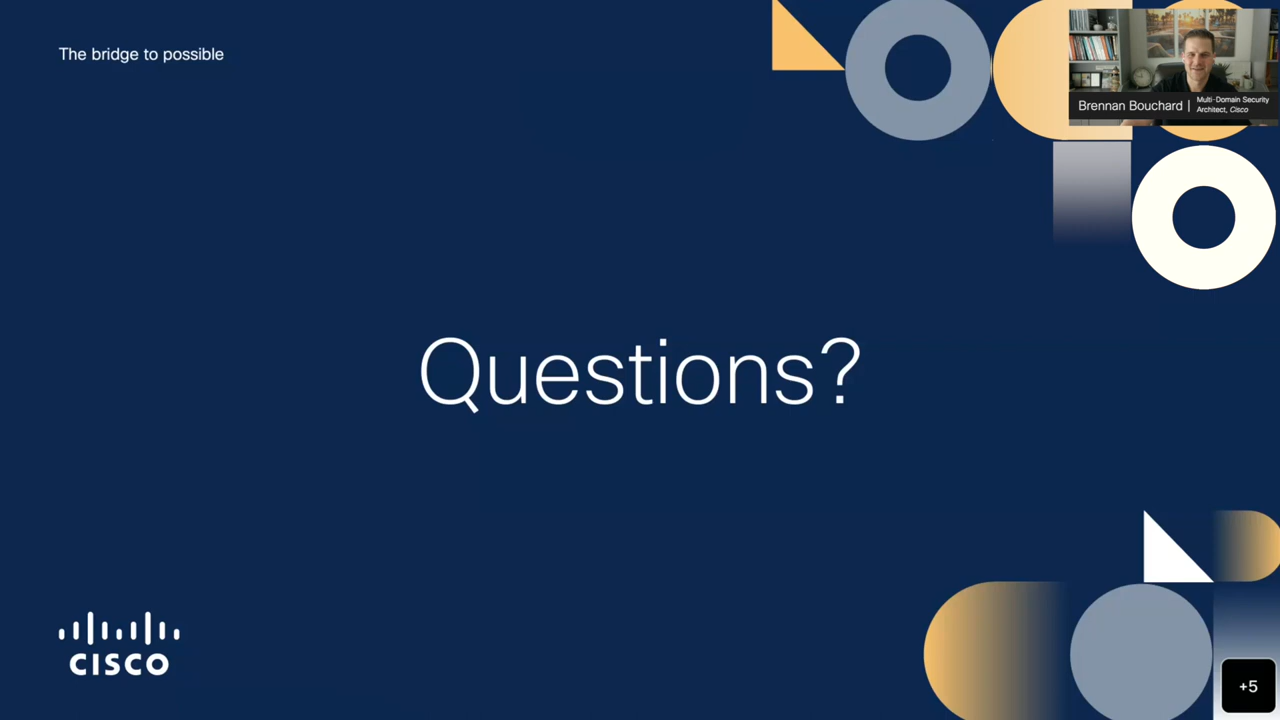 The bridge to possible
Brennan Bouchard | Multi-Domain Security
Architect, Cisco
Questions?
CISCO
+5